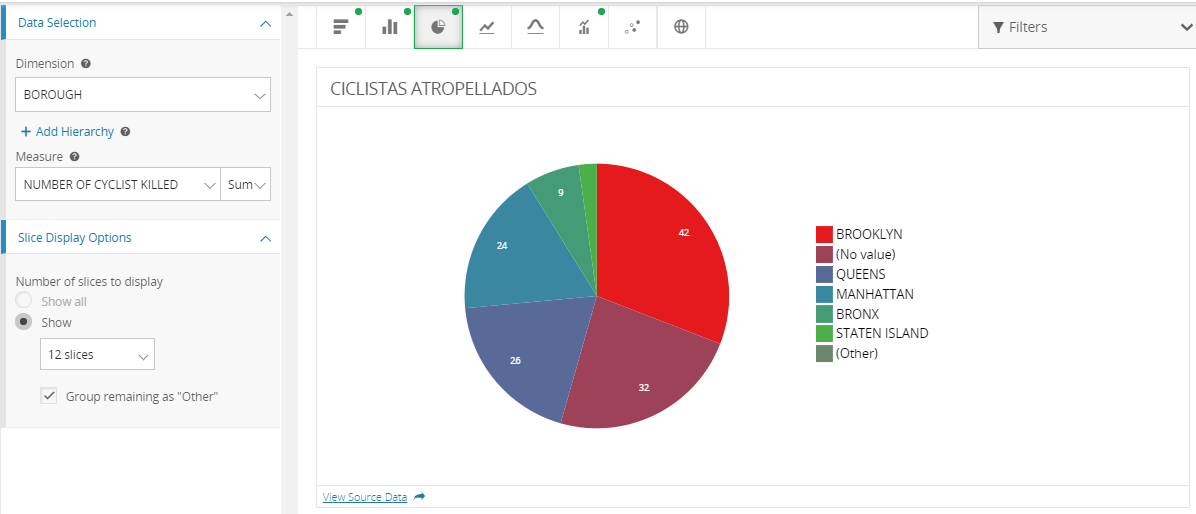 Data Selection
Dimension
BOROUGH
Add Hierarchy
Measure
NUMBER OF CYCLIST KILLED
Sum
Slice Display Options
Number of slices to display
Show all
Show
12 slices
Group remaining as "Other"
Filters
CICLISTAS ATROPELLADOS
42
32
26
24
9
BROOKLYN
(No value)
QUEENS
MANHATTAN
BRONX
STATEN ISLAND
(Other)
View Source Data